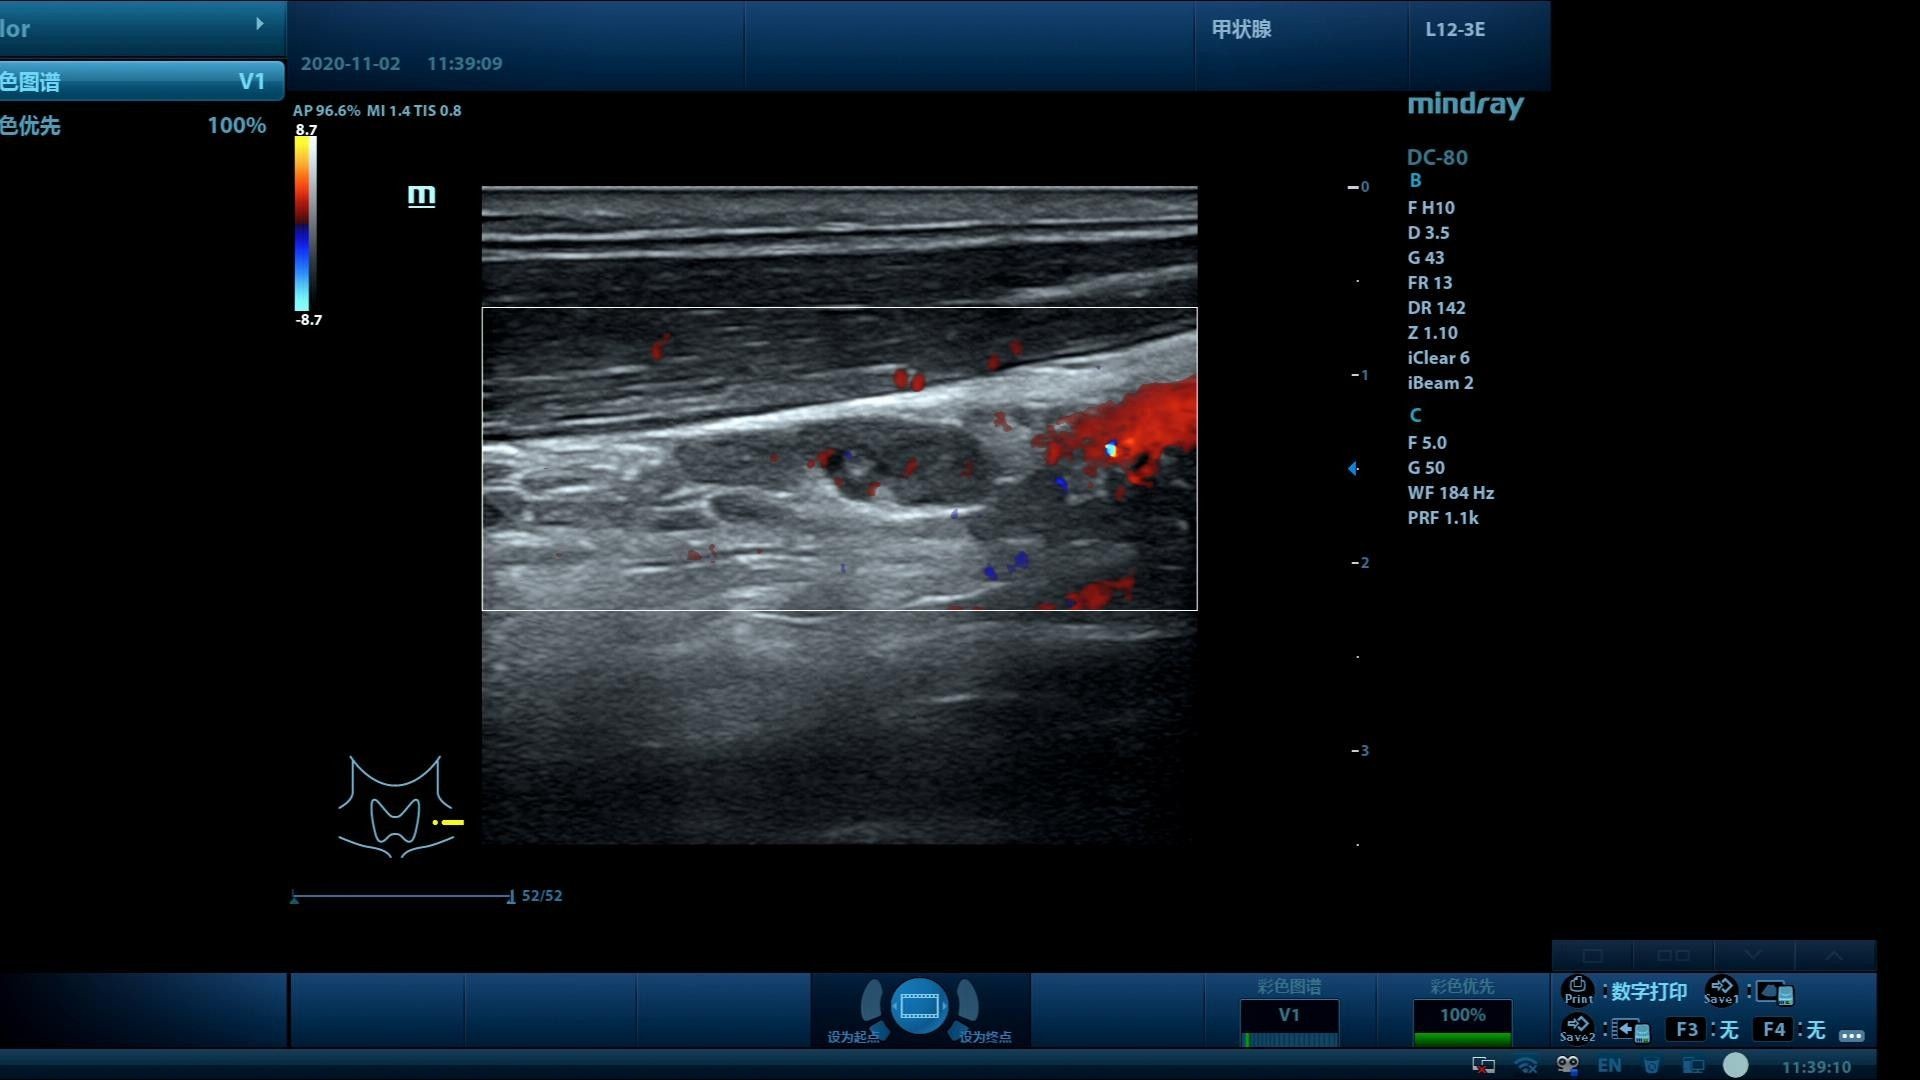 lor
色图谱 V1
色优先 100%
2020-11-02 11:39:09
甲状腺
L12-3E
AP 96.6% MI 1.4 TIS 0.8
8.7
-8.7
m
mindray
DC-80
B
F H10
D 3.5
G 43
FR 13
DR 142
Z 1.10
iClear 6
iBeam 2
C
F 5.0
G 50
WF 184 Hz
PRF 1.1k
0
1
2
3
52/52
设为起点
设为终点
彩色图谱
V1
彩色优先
100%
Print : 数字打印 Save1 :
Save2 : F3 : 无 F4 : 无
EN 11:39:10